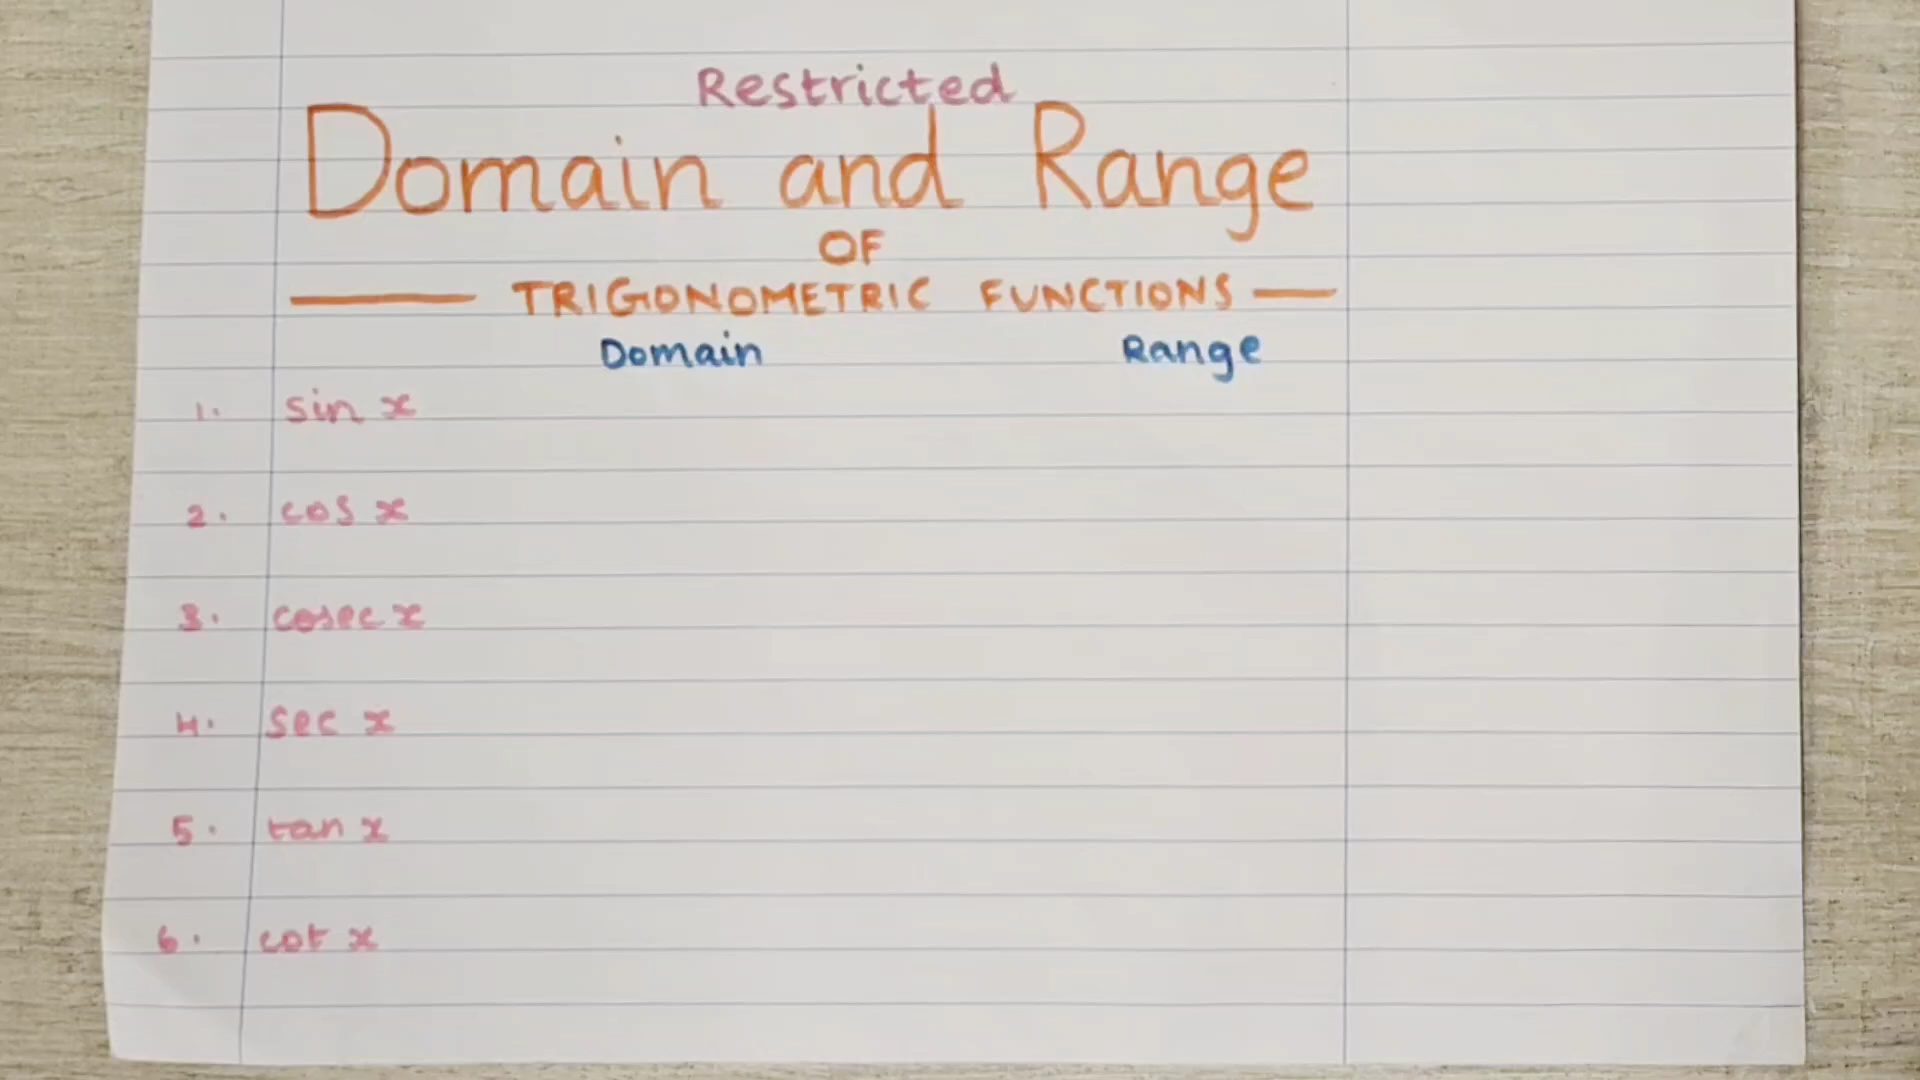 Restricted
Domain and Range
OF
TRIGONOMETRIC FUNCTIONS
Domain Range
1. sin x
2. cos x
3. cosec x
4. sec x
5. tan x
6. cot x